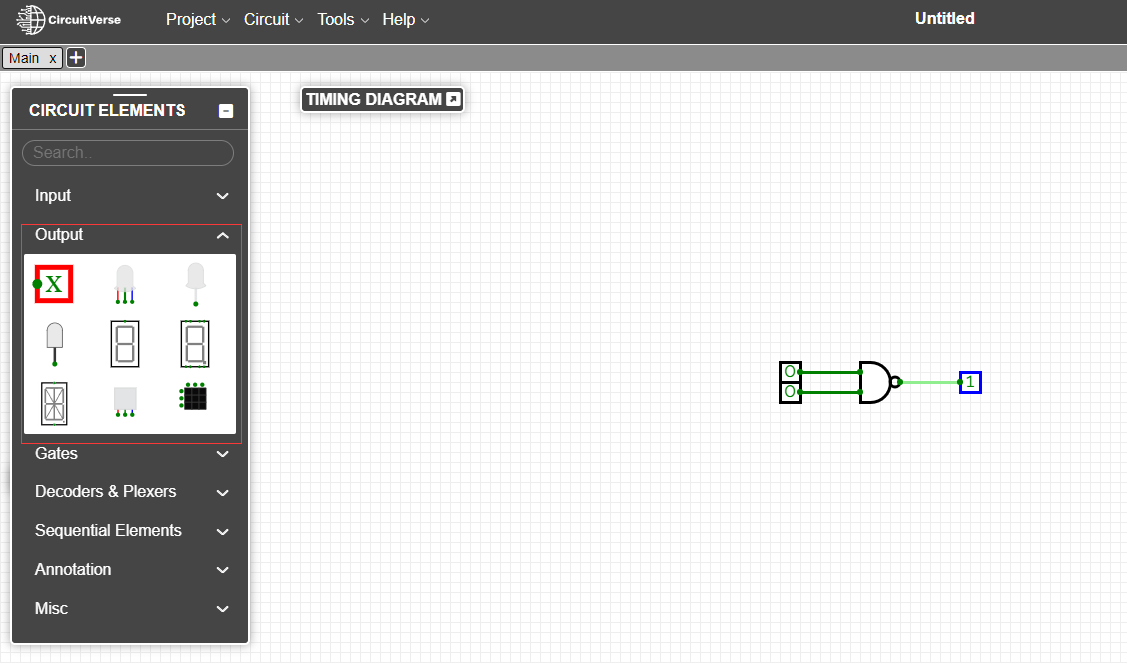 CircuitVerse
Project Circuit Tools Help
Untitled
Main x +
TIMING DIAGRAM
CIRCUIT ELEMENTS
Search..
Input
Output
X
Gates
Decoders & Plexers
Sequential Elements
Annotation
Misc
0
0
1